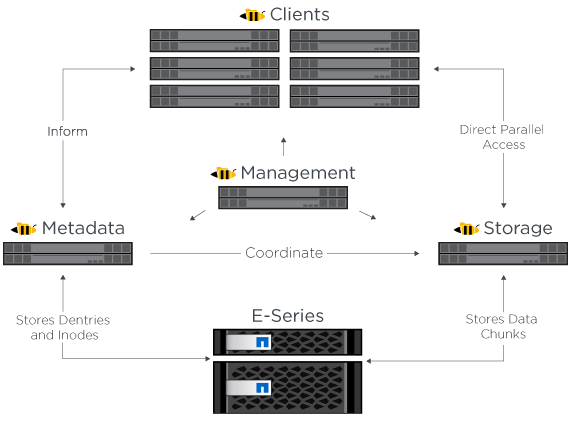 Clients
Inform
Direct Parallel
Access
Management
Metadata
Storage
Coordinate
Stores Dentries
and Inodes
E-Series
Stores Data
Chunks